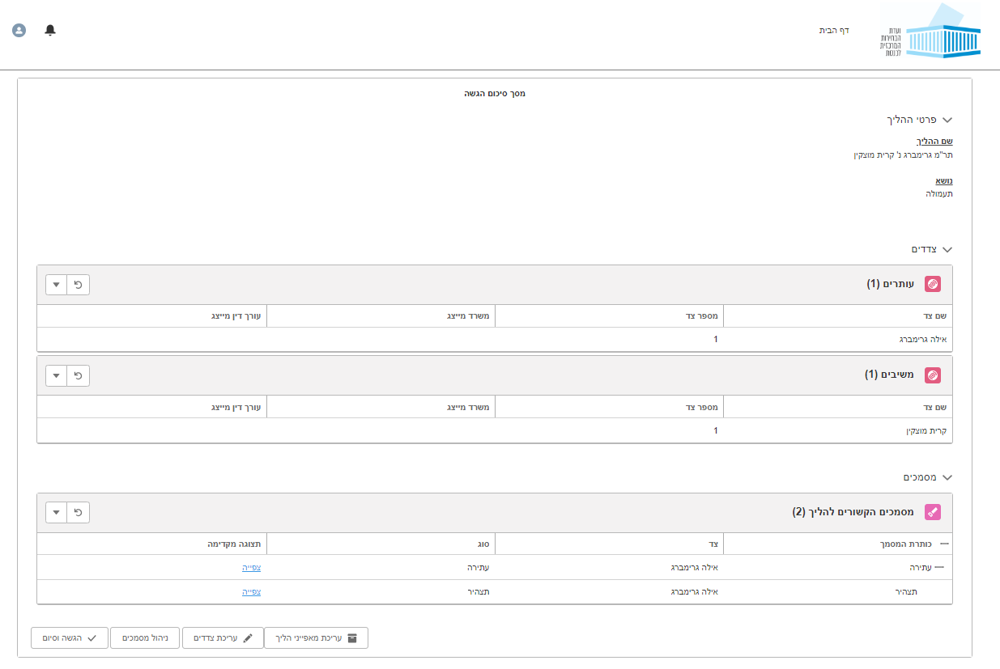 ועדת
הבחירות
המרכזית
לכנסת
דף הבית
מסך סיכום הגשה
פרטי ההליך
שם ההליך
תר"מ גרימברג נ' קרית מוצקין
נושא
תעמולה
צדדים
עותרים (1)
שם צד מספר צד משרד מייצג עורך דין מייצג
אילה גרימברג 1
משיבים (1)
שם צד מספר צד משרד מייצג עורך דין מייצג
קרית מוצקין 1
מסמכים
מסמכים הקשורים להליך (2)
כותרת המסמך צד סוג תצוגה מקדימה
עתירה אילה גרימברג עתירה צפייה
תצהיר אילה גרימברג תצהיר צפייה
עריכת מאפייני הליך עריכת צדדים ניהול מסמכים הגשה וסיום